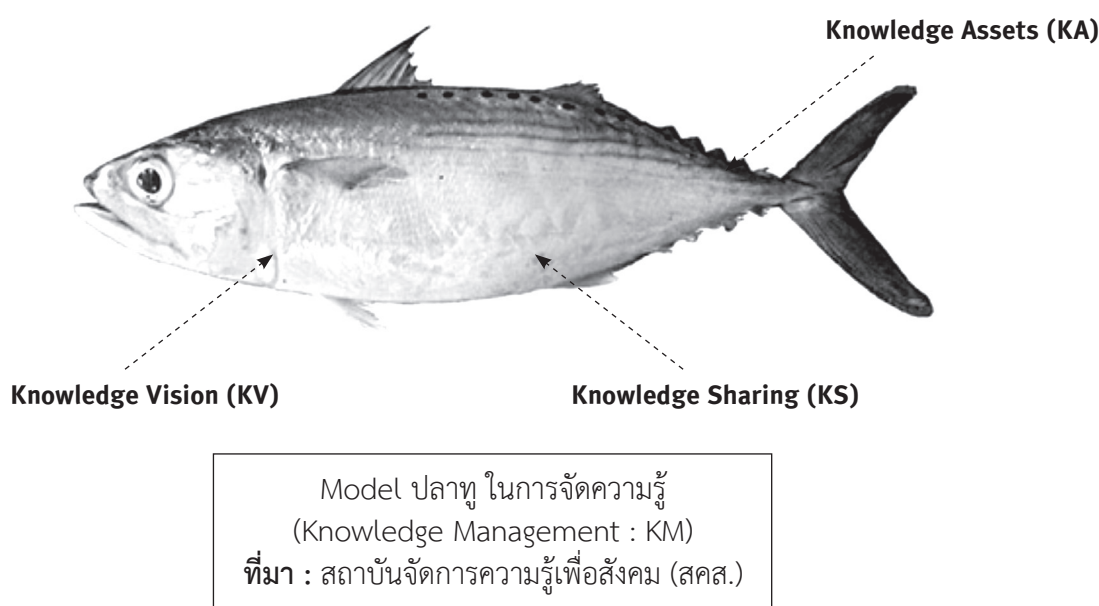 Knowledge Assets (KA)
Knowledge Vision (KV)
Knowledge Sharing (KS)
Model ปลาทู ในการจัดความรู้
(Knowledge Management : KM)
ที่มา : สถาบันจัดการความรู้เพื่อสังคม (สคส.)